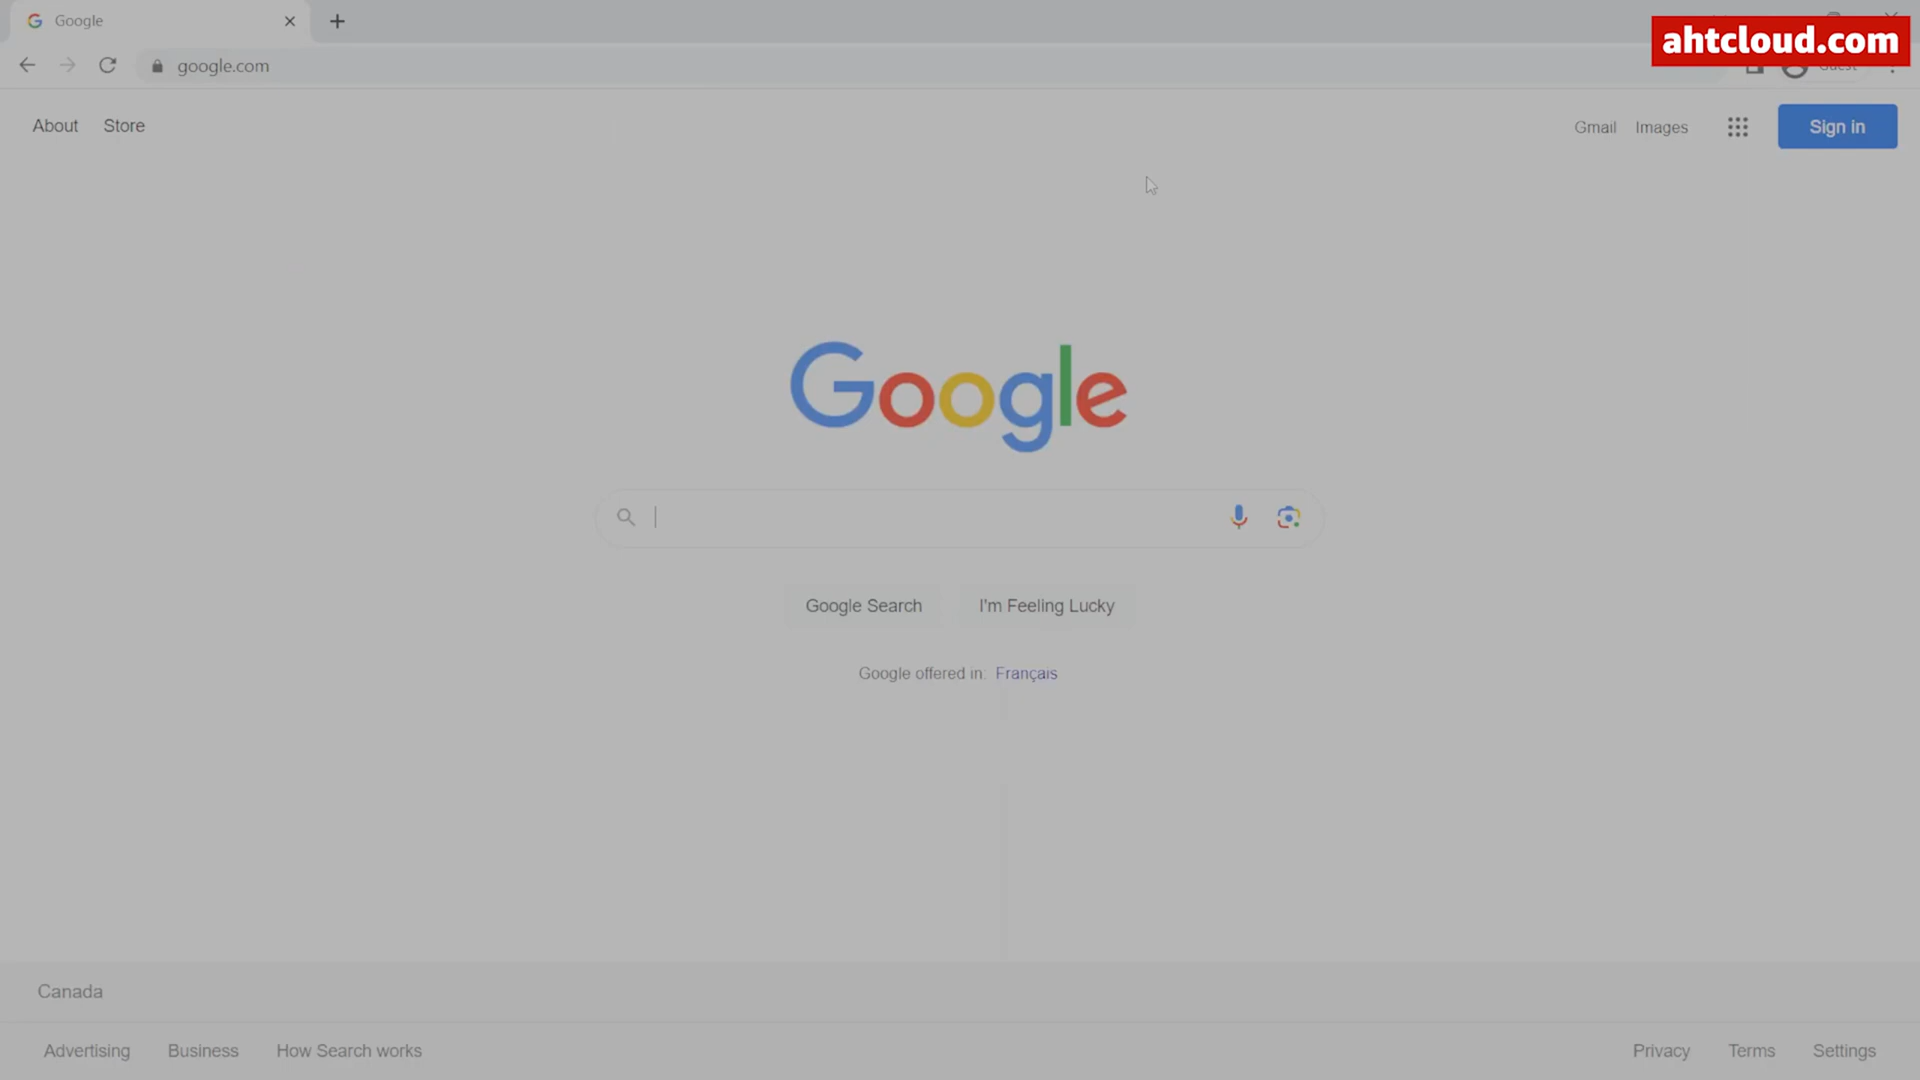 Google
ahtcloud.com
google.com
Guest
About Store
Gmail Images Sign in
Google
Google Search I'm Feeling Lucky
Google offered in: Français
Canada
Advertising Business How Search works
Privacy Terms Settings